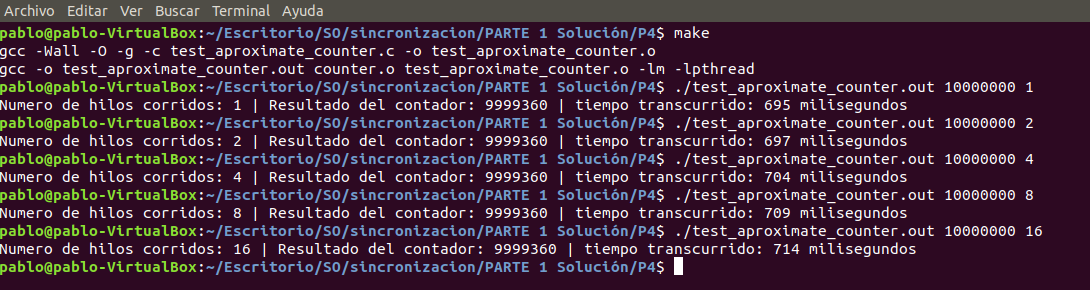 Archivo Editar Ver Buscar Terminal Ayuda
pablo@pablo-VirtualBox:~/Escritorio/SO/sincronizacion/PARTE 1 Solución/P4$ make
gcc -Wall -O -g -c test_aproximate_counter.c -o test_aproximate_counter.o
gcc -o test_aproximate_counter.out counter.o test_aproximate_counter.o -lm -lpthread
pablo@pablo-VirtualBox:~/Escritorio/SO/sincronizacion/PARTE 1 Solución/P4$ ./test_aproximate_counter.out 10000000 1
Numero de hilos corridos: 1 | Resultado del contador: 9999360 | tiempo transcurrido: 695 milisegundos
pablo@pablo-VirtualBox:~/Escritorio/SO/sincronizacion/PARTE 1 Solución/P4$ ./test_aproximate_counter.out 10000000 2
Numero de hilos corridos: 2 | Resultado del contador: 9999360 | tiempo transcurrido: 697 milisegundos
pablo@pablo-VirtualBox:~/Escritorio/SO/sincronizacion/PARTE 1 Solución/P4$ ./test_aproximate_counter.out 10000000 4
Numero de hilos corridos: 4 | Resultado del contador: 9999360 | tiempo transcurrido: 704 milisegundos
pablo@pablo-VirtualBox:~/Escritorio/SO/sincronizacion/PARTE 1 Solución/P4$ ./test_aproximate_counter.out 10000000 8
Numero de hilos corridos: 8 | Resultado del contador: 9999360 | tiempo transcurrido: 709 milisegundos
pablo@pablo-VirtualBox:~/Escritorio/SO/sincronizacion/PARTE 1 Solución/P4$ ./test_aproximate_counter.out 10000000 16
Numero de hilos corridos: 16 | Resultado del contador: 9999360 | tiempo transcurrido: 714 milisegundos
pablo@pablo-VirtualBox:~/Escritorio/SO/sincronizacion/PARTE 1 Solución/P4$